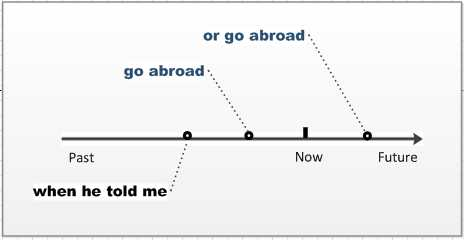 or go abroad
go abroad
Past
Now
Future
when he told me